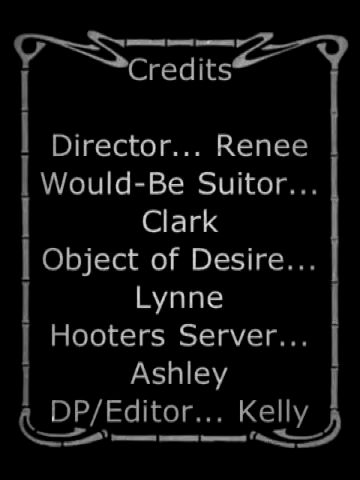 Credits
Director... Renee
Would-Be Suitor...
Clark
Object of Desire...
Lynne
Hooters Server...
Ashley
DP/Editor... Kelly